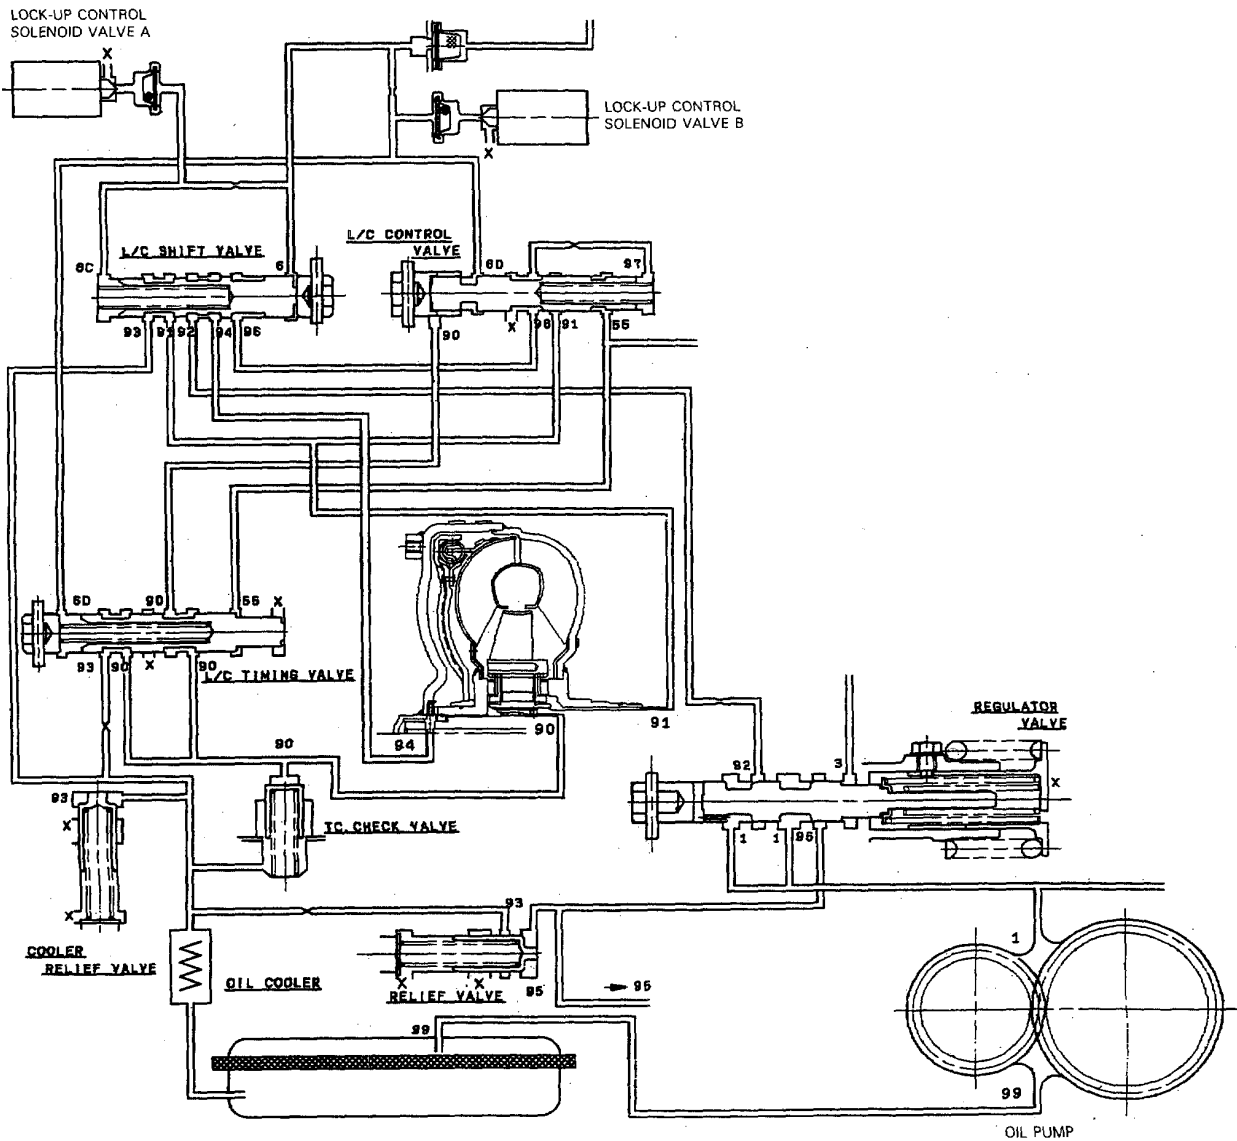 LOCK-UP CONTROL
SOLENOID VALVE A
X
LOCK-UP CONTROL
SOLENOID VALVE B
X
L/C SHIFT VALVE
L/C CONTROL
VALVE
6C
6
6D
97
93
92
94
96
90
X
98
91
55
6D
90
55
X
93
90
X
90
L/C TIMING VALVE
94
90
91
REGULATOR
VALVE
90
92
3
X
93
X
T.C. CHECK VALVE
1
1
X
93
1
COOLER
RELIEF VALVE
OIL COOLER
X
X
RELIEF VALVE
95
95
99
99
OIL PUMP